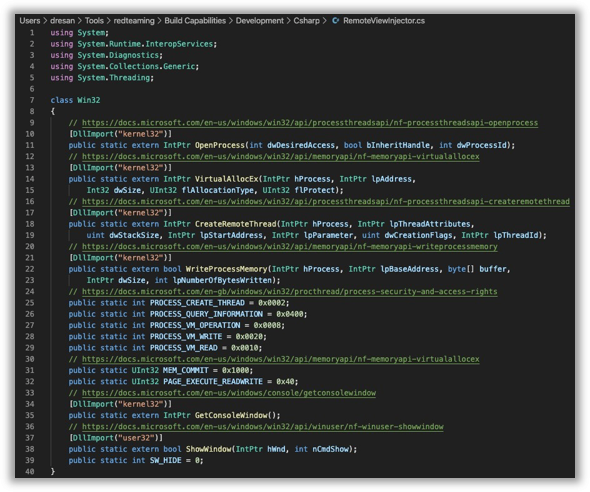 Users > dresan > Tools > redteaming > Build Capabilities > Development > Csharp > RemoteViewInjector.cs
1 using System;
2 using System.Runtime.InteropServices;
3 using System.Diagnostics;
4 using System.Collections.Generic;
5 using System.Threading;
6
7 class Win32
8 {
9 // https://docs.microsoft.com/en-us/windows/win32/api/processthreadsapi/nf-processthreadsapi-openprocess
10 [DllImport("kernel32")]
11 public static extern IntPtr OpenProcess(int dwDesiredAccess, bool bInheritHandle, int dwProcessId);
12 // https://docs.microsoft.com/en-us/windows/win32/api/memoryapi/nf-memoryapi-virtualallocex
13 [DllImport("kernel32")]
14 public static extern IntPtr VirtualAllocEx(IntPtr hProcess, IntPtr lpAddress,
15 Int32 dwSize, UInt32 flAllocationType, UInt32 flProtect);
16 // https://docs.microsoft.com/en-us/windows/win32/api/processthreadsapi/nf-processthreadsapi-createremotethread
17 [DllImport("kernel32")]
18 public static extern IntPtr CreateRemoteThread(IntPtr hProcess, IntPtr lpThreadAttributes,
19 uint dwStackSize, IntPtr lpStartAddress, IntPtr lpParameter, uint dwCreationFlags, IntPtr lpThreadId);
20 // https://docs.microsoft.com/en-us/windows/win32/api/memoryapi/nf-memoryapi-writeprocessmemory
21 [DllImport("kernel32")]
22 public static extern bool WriteProcessMemory(IntPtr hProcess, IntPtr lpBaseAddress, byte[] buffer,
23 IntPtr dwSize, int lpNumberOfBytesWritten);
24 // https://docs.microsoft.com/en-gb/windows/win32/procthread/process-security-and-access-rights
25 public static int PROCESS_CREATE_THREAD = 0x0002;
26 public static int PROCESS_QUERY_INFORMATION = 0x0400;
27 public static int PROCESS_VM_OPERATION = 0x0008;
28 public static int PROCESS_VM_WRITE = 0x0020;
29 public static int PROCESS_VM_READ = 0x0010;
30 // https://docs.microsoft.com/en-us/windows/win32/api/memoryapi/nf-memoryapi-virtualallocex
31 public static UInt32 MEM_COMMIT = 0x1000;
32 public static UInt32 PAGE_EXECUTE_READWRITE = 0x40;
33 // https://docs.microsoft.com/en-us/windows/console/getconsolewindow
34 [DllImport("kernel32")]
35 public static extern IntPtr GetConsoleWindow();
36 // https://docs.microsoft.com/en-us/windows/win32/api/winuser/nf-winuser-showwindow
37 [DllImport("user32")]
38 public static extern bool ShowWindow(IntPtr hWnd, int nCmdShow);
39 public static int SW_HIDE = 0;
40 }